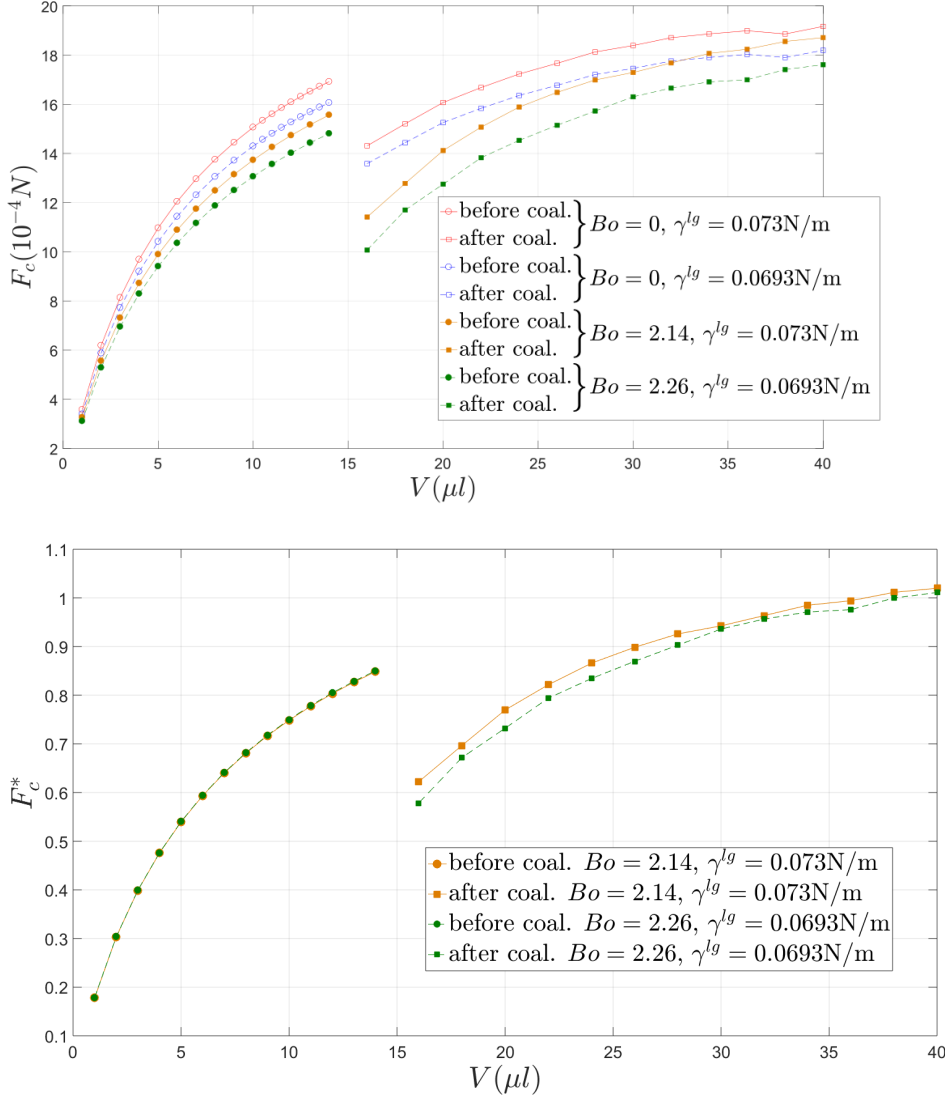 20
18
16
14
12
10
8
6
4
2
F_c(10^{-4} N)
before coal.
after coal.
} Bo = 0, γ^{lg} = 0.073N/m
before coal.
after coal.
} Bo = 0, γ^{lg} = 0.0693N/m
before coal.
after coal.
} Bo = 2.14, γ^{lg} = 0.073N/m
before coal.
after coal.
} Bo = 2.26, γ^{lg} = 0.0693N/m
0 5 10 15 20 25 30 35 40
V(μl)
1.1
1
0.9
0.8
0.7
0.6
0.5
0.4
0.3
0.2
0.1
F_c^*
before coal. Bo = 2.14, γ^{lg} = 0.073N/m
after coal. Bo = 2.14, γ^{lg} = 0.073N/m
before coal. Bo = 2.26, γ^{lg} = 0.0693N/m
after coal. Bo = 2.26, γ^{lg} = 0.0693N/m
0 5 10 15 20 25 30 35 40
V(μl)